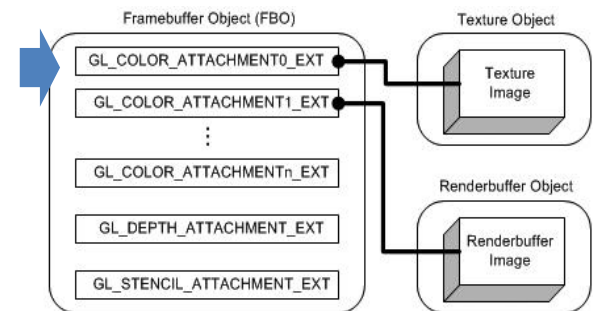 Framebuffer Object (FBO)
GL_COLOR_ATTACHMENT0_EXT
GL_COLOR_ATTACHMENT1_EXT
⋮
GL_COLOR_ATTACHMENTn_EXT
GL_DEPTH_ATTACHMENT_EXT
GL_STENCIL_ATTACHMENT_EXT
Texture Object
Texture
Image
Renderbuffer Object
Renderbuffer
Image